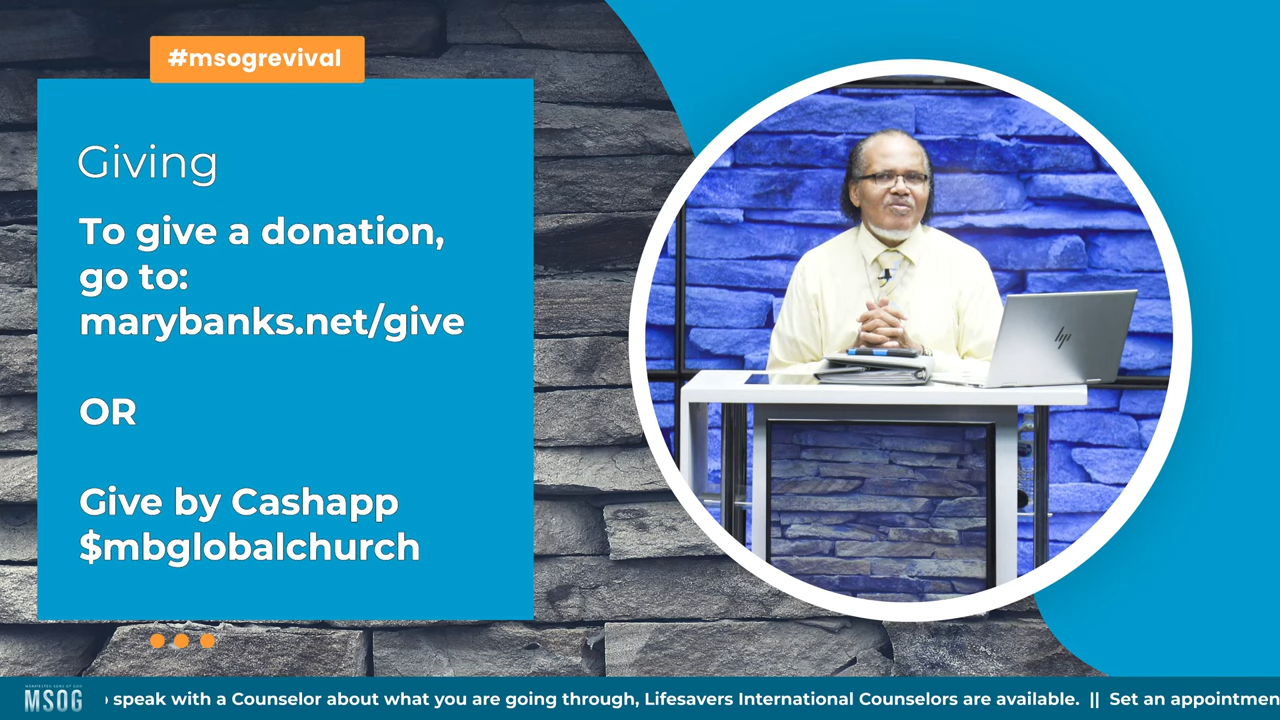 #msogrevival
Giving
To give a donation,
go to:
marybanks.net/give
OR
Give by Cashapp
$mbglobalchurch
hp
MSOG
speak with a Counselor about what you are going through, Lifesavers International Counselors are available. || Set an appointmen